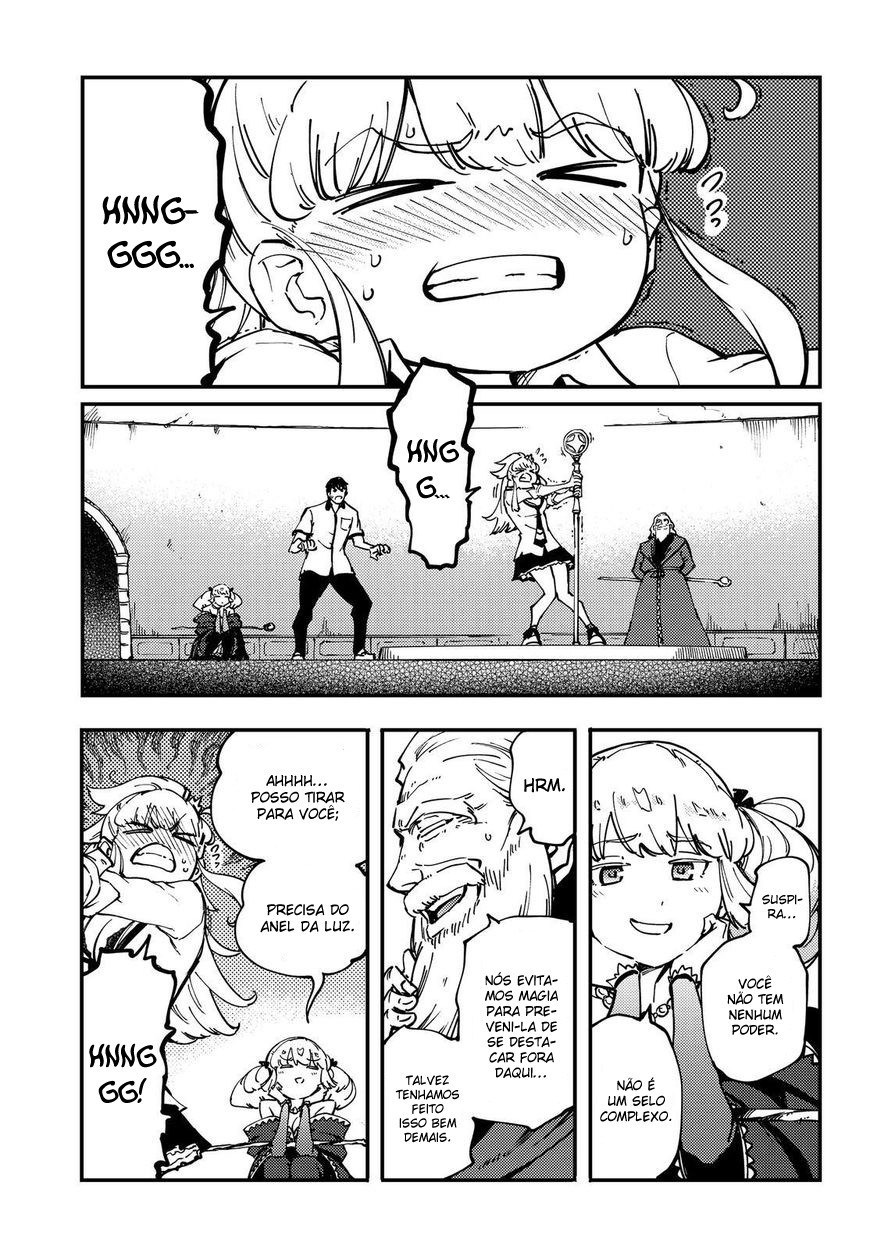 HNNG-
GGG...
HNG
G...
SUSPI-
RA...
VOCÊ
NÃO TEM
NENHUM
PODER.
NÃO É
UM SELO
COMPLEXO.
HRM.
NÓS EVITA-
MOS MAGIA
PARA PRE-
VENI-LA DE
SE DESTA-
CAR FORA
DAQUI...
TALVEZ
TENHAMOS
FEITO
ISSO BEM
DEMAIS.
AHHHH...
POSSO TIRAR
PARA VOCÊ;
PRECISA DO
ANEL DA LUZ.
HNNG
GG!